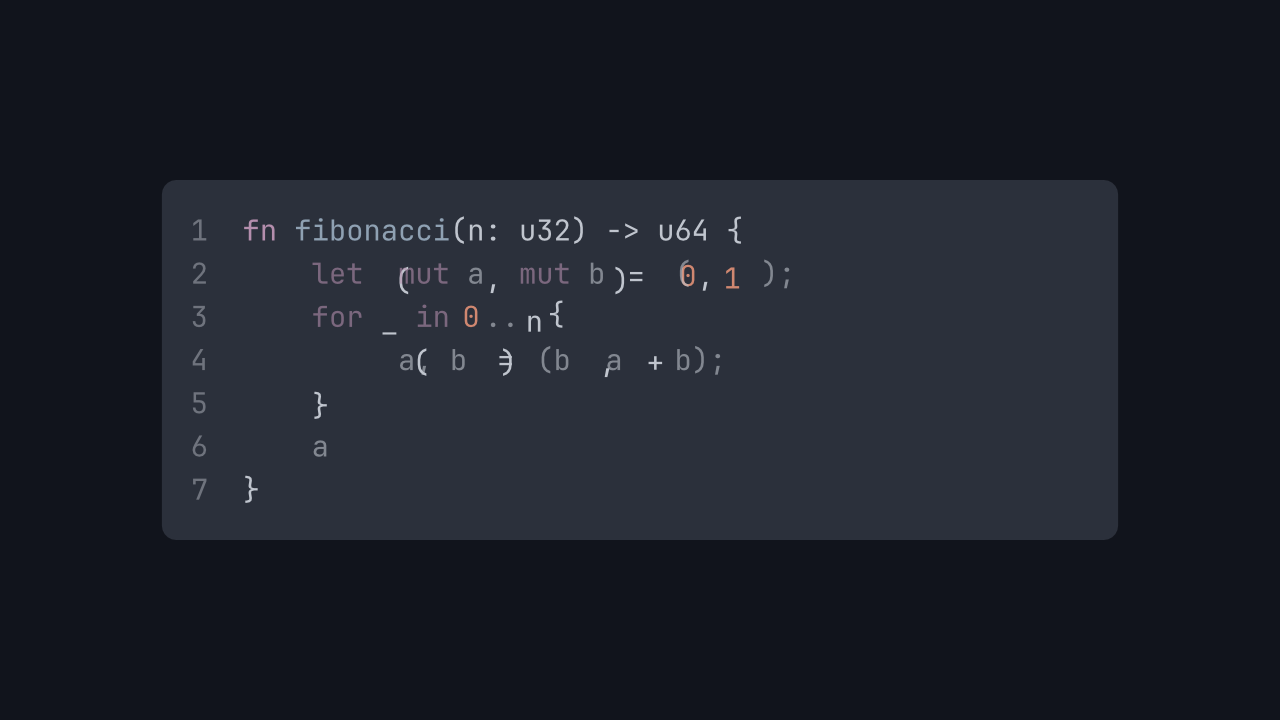 1 fn fibonacci(n: u32) -> u64 {
2     let (mut a, mut b) = (0, 1);
3     for _ in 0..n {
4         (a, b) = (b, a + b);
5     }
6     a
7 }